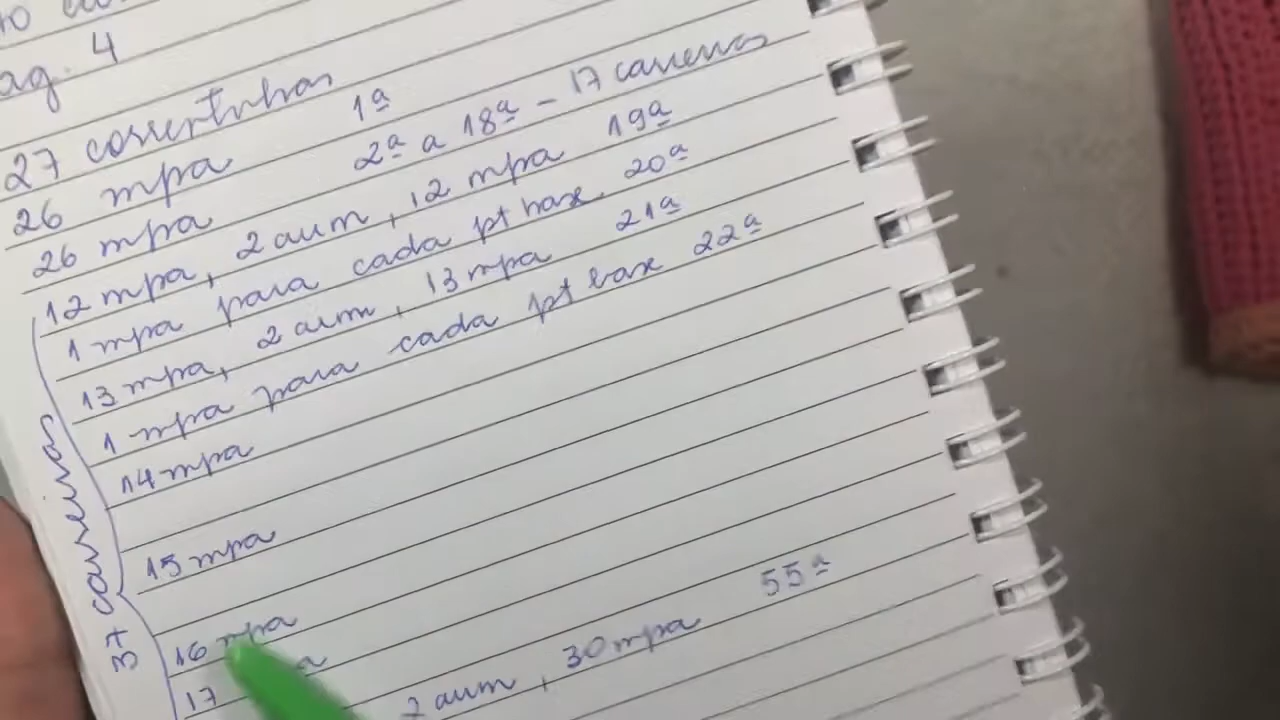 ag. 4
27 correntinhas
26 mpa 1ª
26 mpa 2ª a 18ª - 17 carreiras
12 mpa, 2 aum, 12 mpa 19ª
1 mpa para cada pt base 20ª
13 mpa, 2 aum, 13 mpa 21ª
1 mpa para cada pt base 22ª
14 mpa
15 mpa
16 mpa
17
2 aum, 30 mpa 55ª
37 carreiras